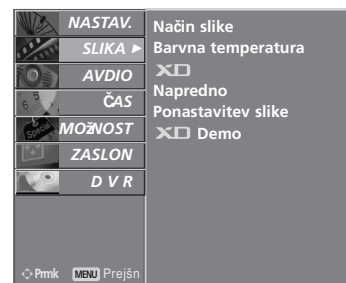 NASTAV.
SLIKA ►
AVDIO
ČAS
MOŽNOST
ZASLON
D V R
Način slike
Barvna temperatura
XD
Napredno
Ponastavitev slike
XD Demo
Prmk MENU Prejšn